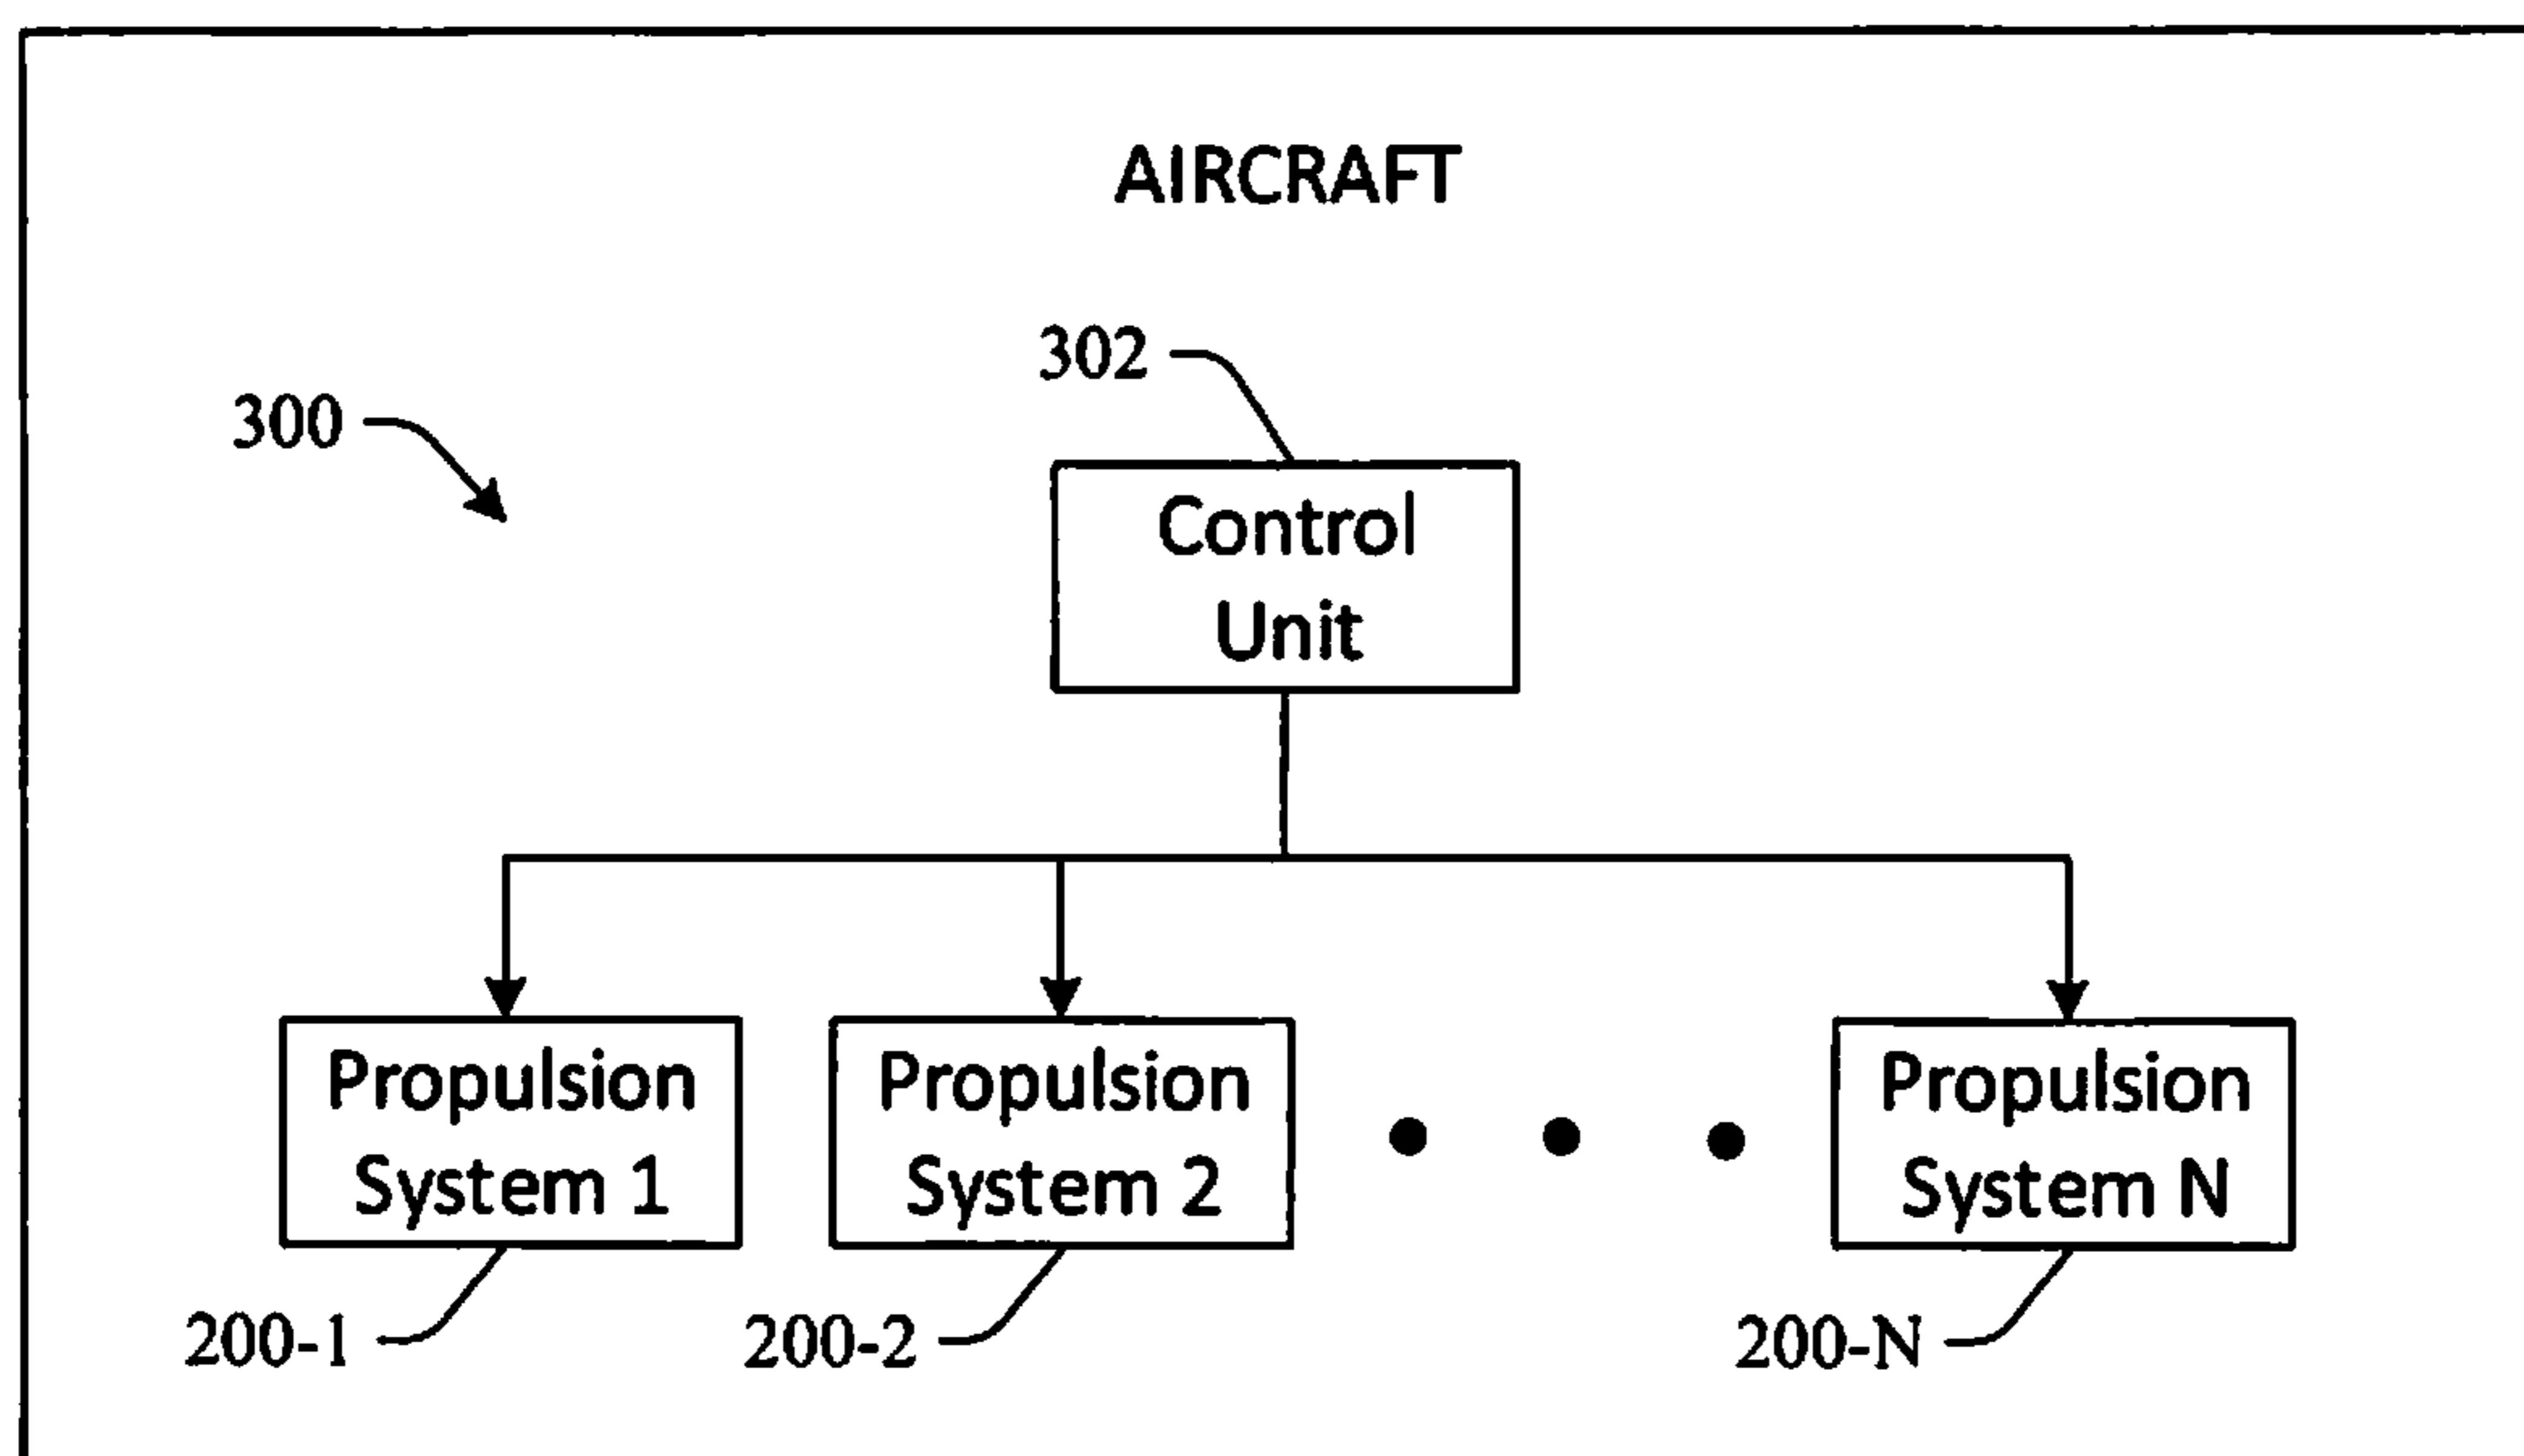 AIRCRAFT
302
300
Control
Unit
Propulsion
System 1
Propulsion
System 2
Propulsion
System N
200-1
200-2
200-N